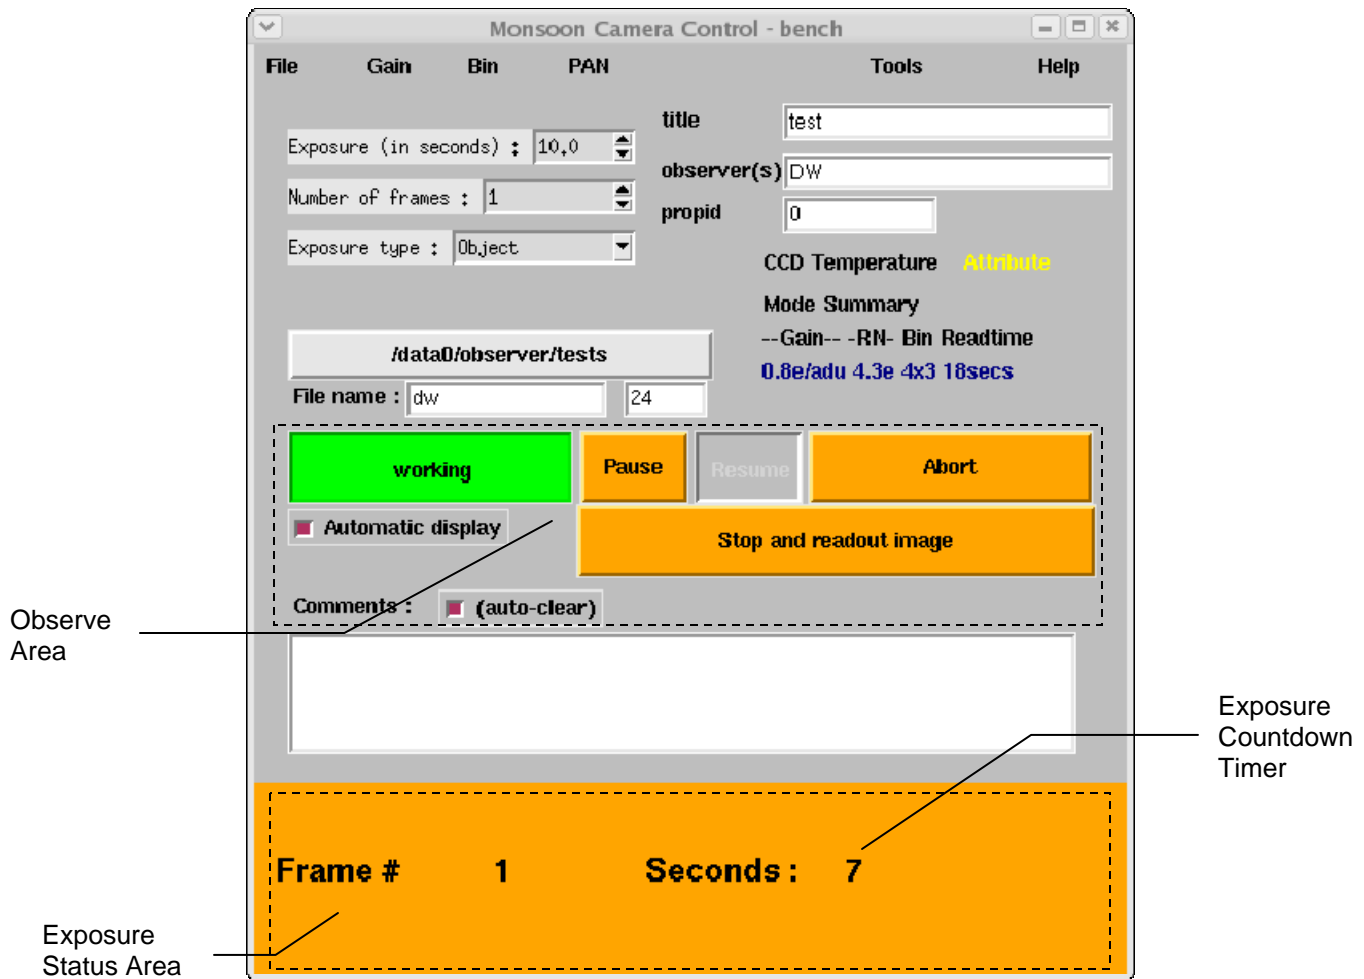 Monsoon Camera Control - bench
File Gain Bin PAN Tools Help
title test
Exposure (in seconds) : 10.0
observer(s) DW
Number of frames : 1
propid 0
Exposure type : Object
CCD Temperature Attribute
Mode Summary
--Gain-- -RN- Bin Readtime
/data0/observer/tests
0.8e/adu 4.3e 4x3 18secs
File name : dw 24
working Pause Resume Abort
Automatic display
Stop and readout image
Comments : (auto-clear)
Observe
Area
Exposure
Countdown
Timer
Frame # 1 Seconds : 7
Exposure
Status Area